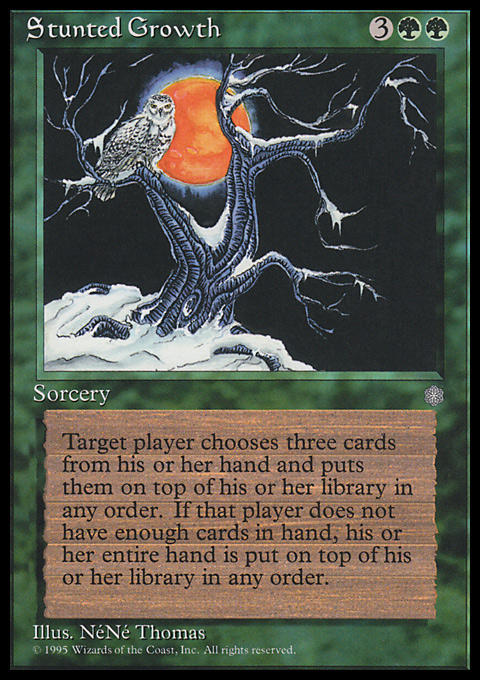 Stunted Growth 3
Sorcery
Target player chooses three cards
from his or her hand and puts
them on top of his or her library in
any order. If that player does not
have enough cards in hand, his or
her entire hand is put on top of his
or her library in any order.
Illus. NéNé Thomas
© 1995 Wizards of the Coast, Inc. All rights reserved.